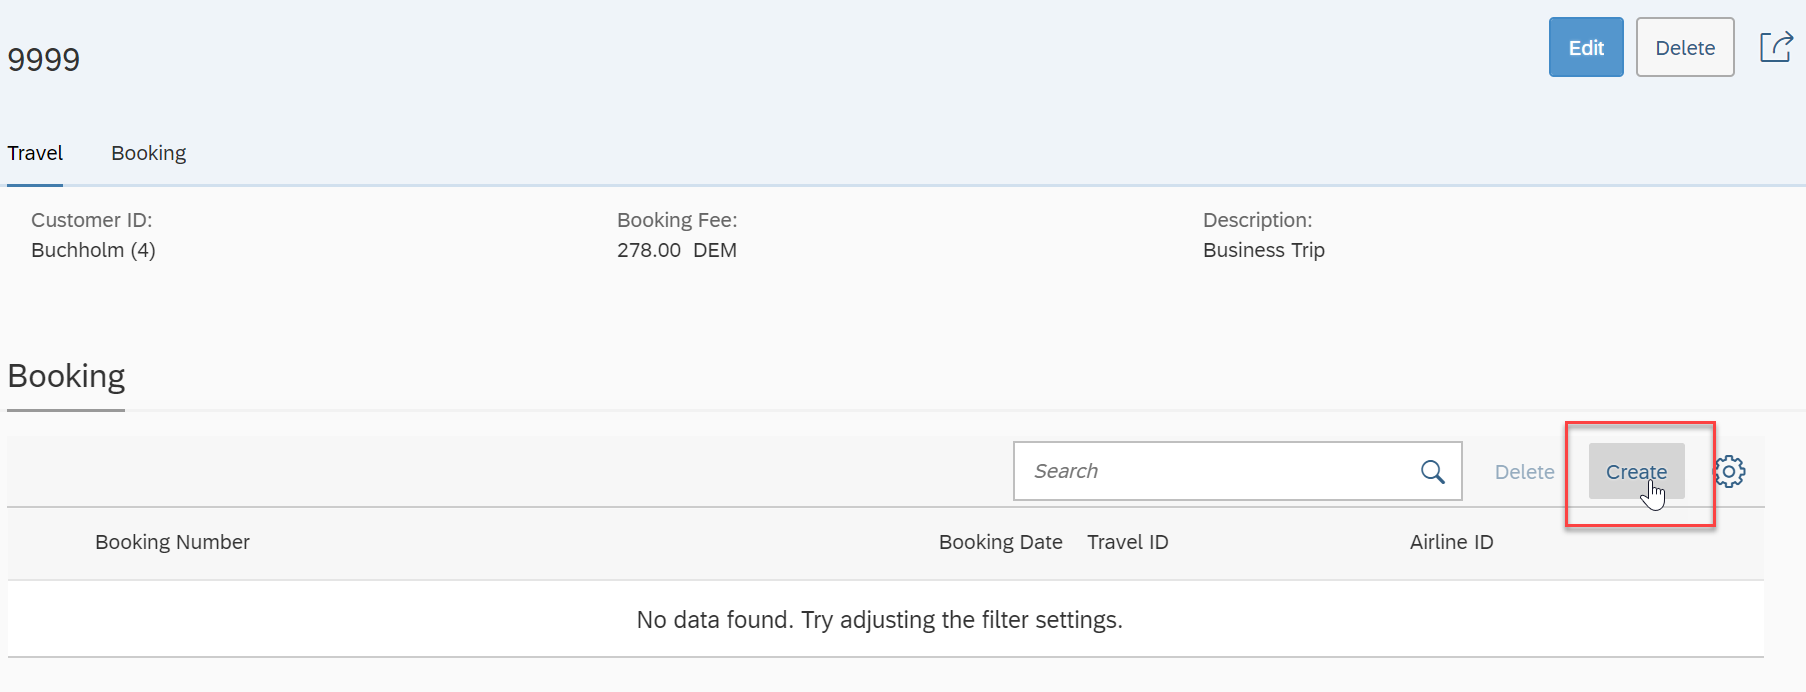 9999
Edit Delete
Travel Booking
Customer ID: Booking Fee: Description:
Buchholm (4) 278.00 DEM Business Trip
Booking
Search Delete Create
Booking Number Booking Date Travel ID Airline ID
No data found. Try adjusting the filter settings.